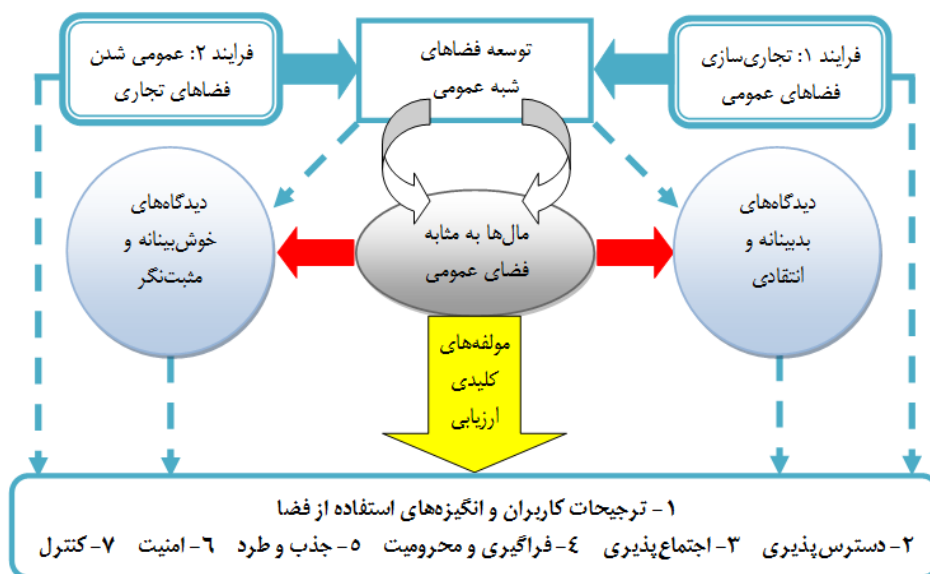 فرایند ۱: تجاری‌سازی
فضاهای عمومی
توسعه فضاهای
شبه عمومی
فرایند ۲: عمومی شدن
فضاهای تجاری
دیدگاه‌های
بدبینانه و
انتقادی
مال‌ها به مثابه
فضای عمومی
دیدگاه‌های
خوش‌بینانه و
مثبت‌نگر
مولفه‌های
کلیدی
ارزیابی
۱- ترجیحات کاربران و انگیزه‌های استفاده از فضا
۲- دسترس‌پذیری ۳- اجتماع‌پذیری ۴- فراگیری و محرومیت ۵- جذب و طرد ۶- امنیت ۷- کنترل